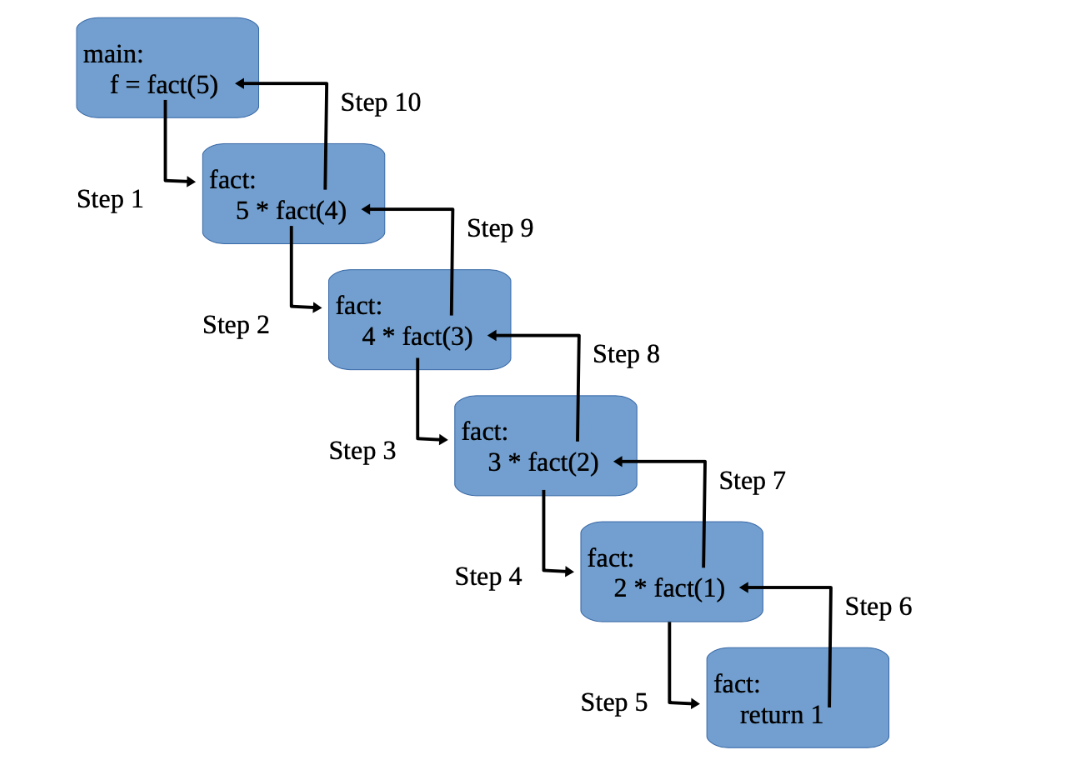 main:
f = fact(5)
Step 10
fact:
Step 1
5 * fact(4)
Step 9
fact:
Step 2
4 * fact(3)
Step 8
fact:
Step 3
3 * fact(2)
Step 7
fact:
Step 4
2 * fact(1)
Step 6
fact:
Step 5
return 1